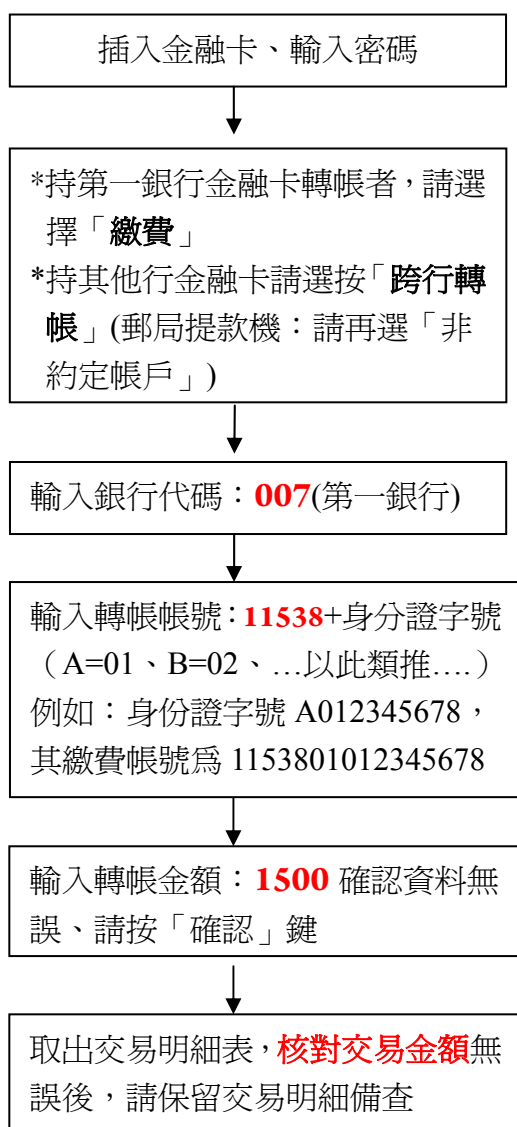 插入金融卡、輸入密碼
*持第一銀行金融卡轉帳者，請選
擇「繳費」
*持其他行金融卡請選按「跨行轉
帳」(郵局提款機：請再選「非
約定帳戶」)
輸入銀行代碼：007(第一銀行)
輸入轉帳帳號：11538+身分證字號
（A=01、B=02、…以此類推….）
例如：身份證字號 A012345678，
其繳費帳號為 1153801012345678
輸入轉帳金額：1500 確認資料無
誤、請按「確認」鍵
取出交易明細表，核對交易金額無
誤後，請保留交易明細備查